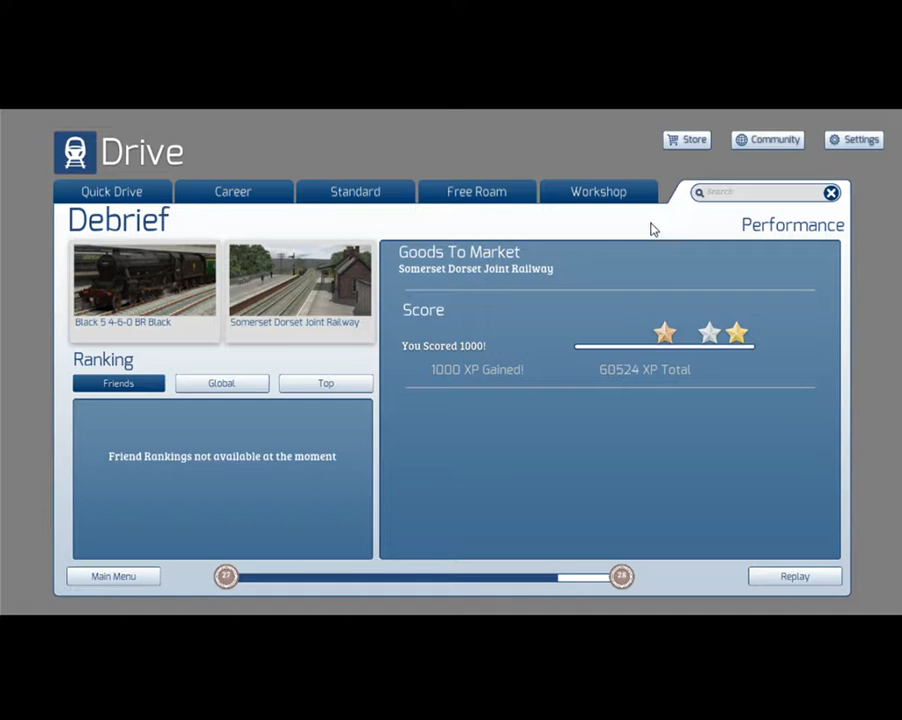 Drive
Store
Community
Settings
Quick Drive
Career
Standard
Free Roam
Workshop
Search
Debrief
Performance
Black 5 4-6-0 BR Black
Somerset Dorset Joint Railway
Goods To Market
Somerset Dorset Joint Railway
Score
You Scored 1000!
1000 XP Gained!
60524 XP Total
Ranking
Friends
Global
Top
Friend Rankings not available at the moment
Main Menu
27
28
Replay